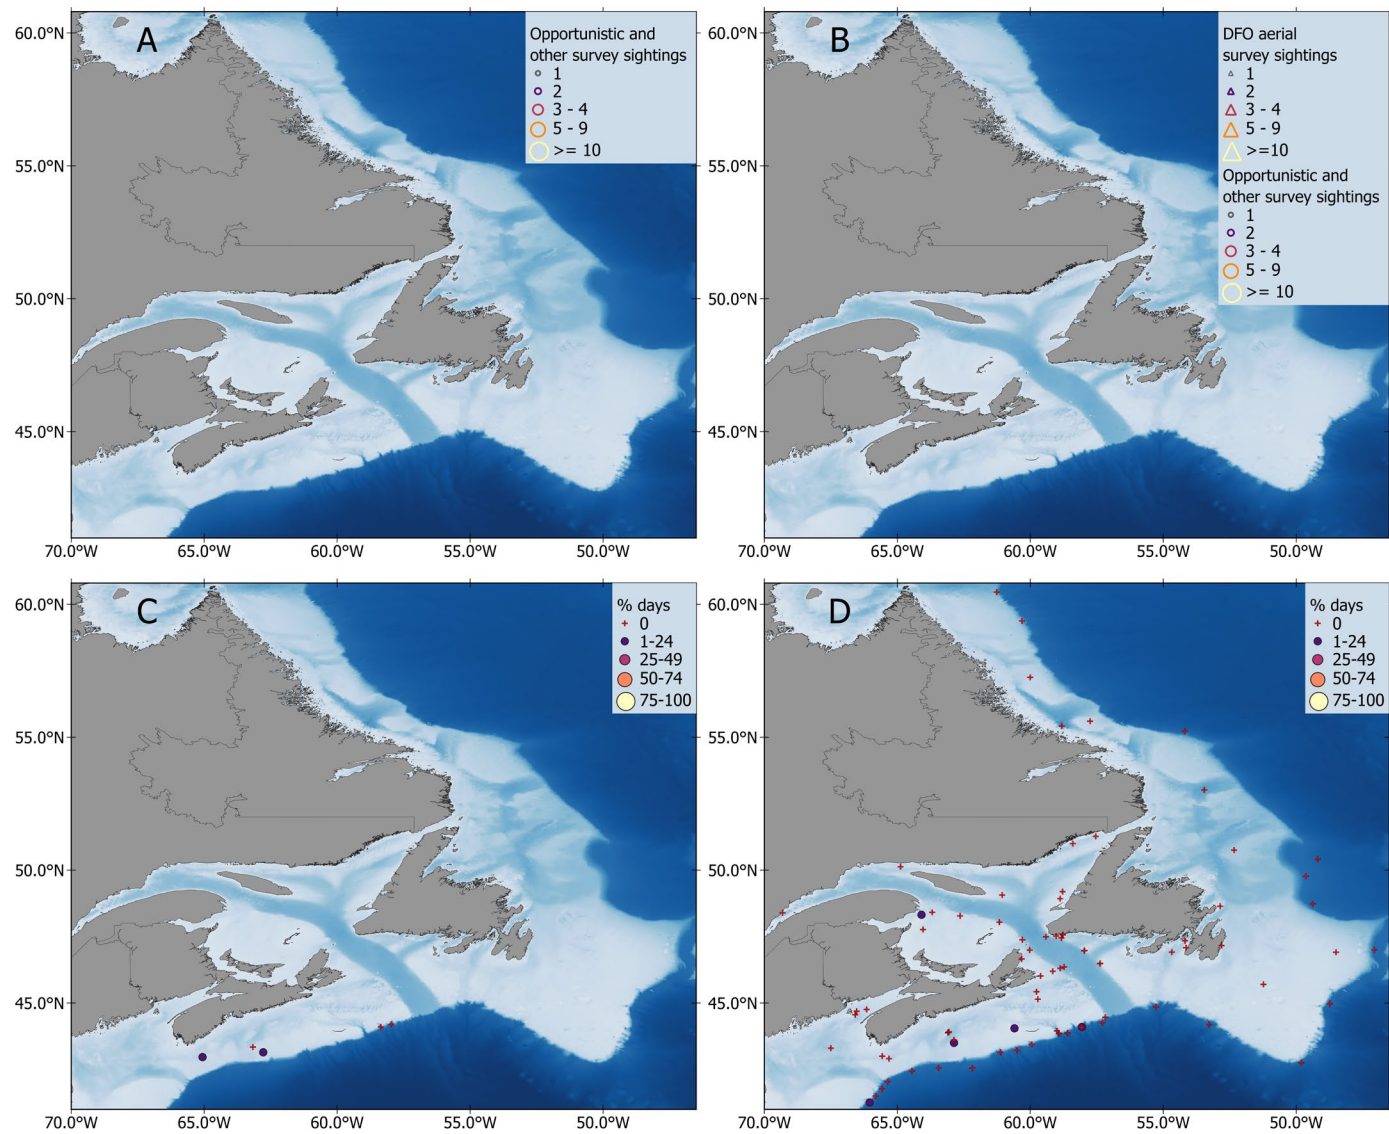 A
Opportunistic and
other survey sightings
1
2
3 - 4
5 - 9
>= 10
60.0°N
55.0°N
50.0°N
45.0°N
70.0°W 65.0°W 60.0°W 55.0°W 50.0°W
B
DFO aerial
survey sightings
1
2
3 - 4
5 - 9
>=10
Opportunistic and
other survey sightings
1
2
3 - 4
5 - 9
>= 10
60.0°N
55.0°N
50.0°N
45.0°N
70.0°W 65.0°W 60.0°W 55.0°W 50.0°W
C
% days
0
1-24
25-49
50-74
75-100
60.0°N
55.0°N
50.0°N
45.0°N
70.0°W 65.0°W 60.0°W 55.0°W 50.0°W
D
% days
0
1-24
25-49
50-74
75-100
60.0°N
55.0°N
50.0°N
45.0°N
70.0°W 65.0°W 60.0°W 55.0°W 50.0°W